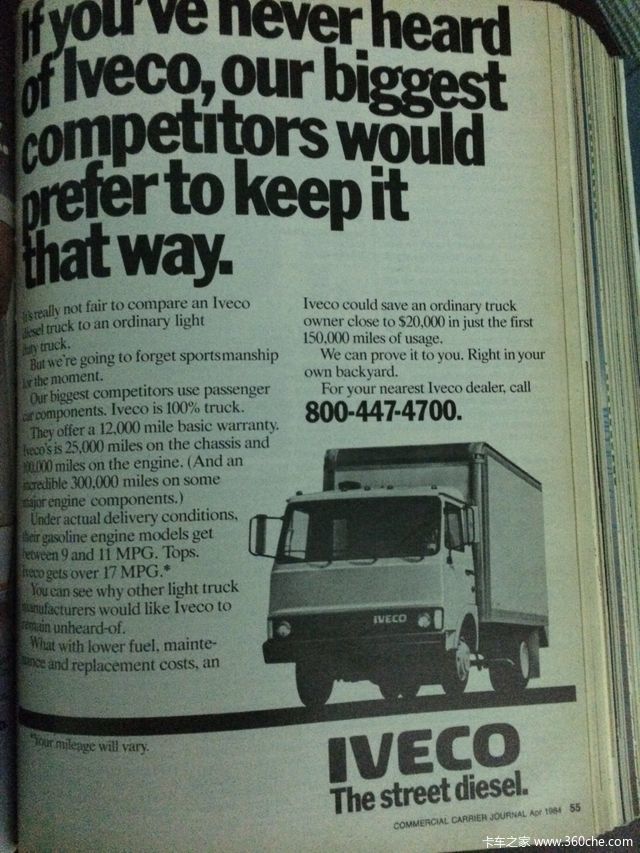 If you've never heard
of Iveco, our biggest
competitors would
prefer to keep it
that way.
It's really not fair to compare an Iveco
diesel truck to an ordinary light
duty truck.
But we're going to forget sportsmanship
for the moment.
Our biggest competitors use passenger
car components. Iveco is 100% truck.
They offer a 12,000 mile basic warranty.
Iveco's is 25,000 miles on the chassis and
100,000 miles on the engine. (And an
incredible 300,000 miles on some
major engine components.)
Under actual delivery conditions,
their gasoline engine models get
between 9 and 11 MPG. Tops.
Iveco gets over 17 MPG.*
You can see why other light truck
manufacturers would like Iveco to
remain unheard-of.
What with lower fuel, mainte-
nance and replacement costs, an
Iveco could save an ordinary truck
owner close to $20,000 in just the first
150,000 miles of usage.
We can prove it to you. Right in your
own backyard.
For your nearest Iveco dealer, call
800-447-4700.
IVECO
*Your mileage will vary.
IVECO
The street diesel.
COMMERCIAL CARRIER JOURNAL Apr 1984 55
卡车之家 www.360che.com